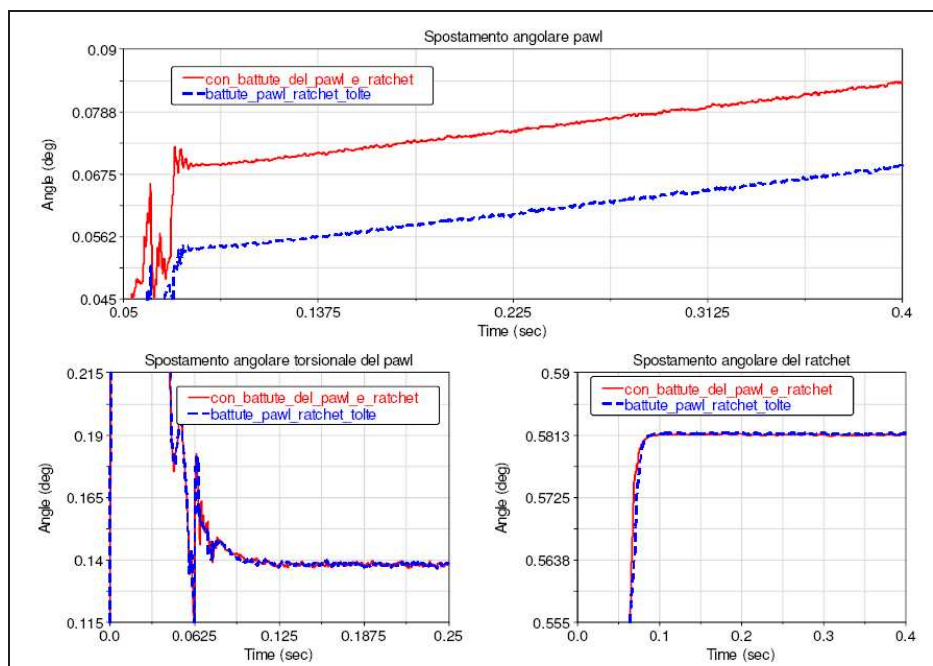 Spostamento angolare pawl
0.09
0.0788
0.0675
0.0562
0.045
Angle (deg)
con_battute_del_pawl_e_ratchet
battute_pawl_ratchet_tolte
0.05
0.1375
0.225
0.3125
0.4
Time (sec)
Spostamento angolare torsionale del pawl
0.215
0.19
0.165
0.14
0.115
Angle (deg)
con_battute_del_pawl_e_ratchet
battute_pawl_ratchet_tolte
0.0
0.0625
0.125
0.1875
0.25
Time (sec)
Spostamento angolare del ratchet
0.59
0.5813
0.5725
0.5638
0.555
Angle (deg)
con_battute_del_pawl_e_ratchet
battute_pawl_ratchet_tolte
0.0
0.1
0.2
0.3
0.4
Time (sec)